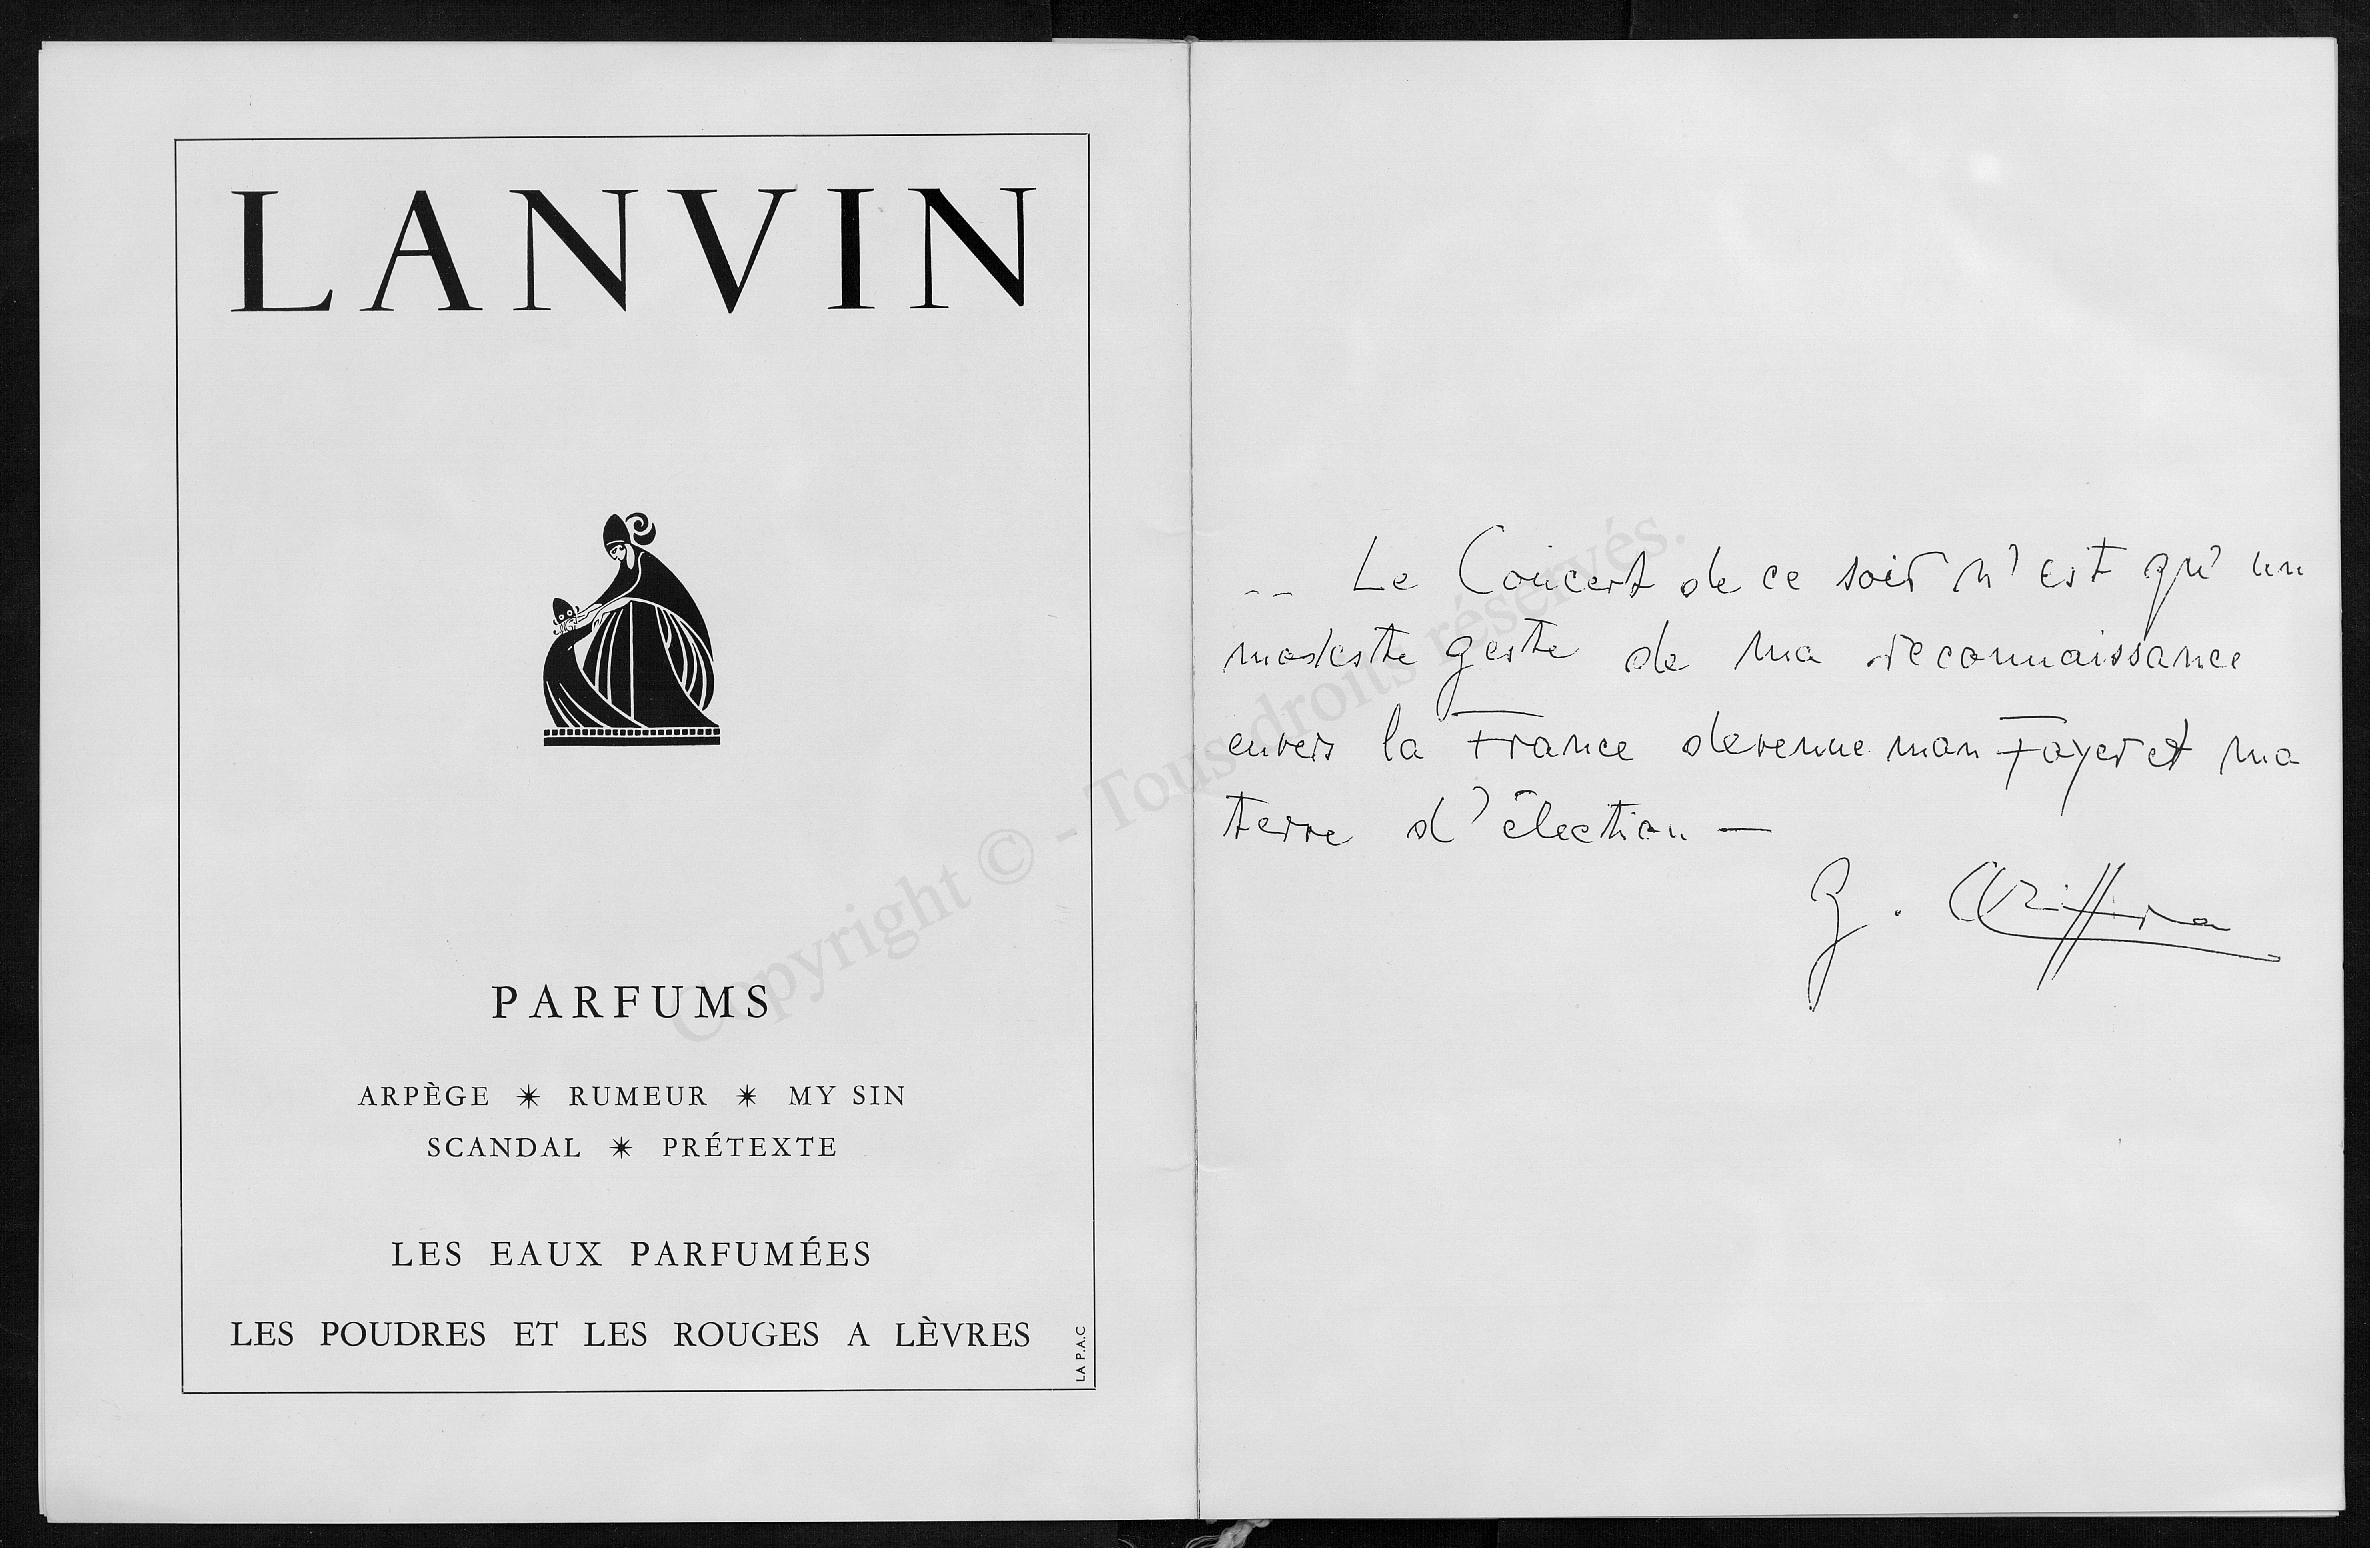 LANVIN
PARFUMS
ARPÈGE ✴ RUMEUR ✴ MY SIN
SCANDAL ✴ PRÉTEXTE
LES EAUX PARFUMÉES
LES POUDRES ET LES ROUGES A LÈVRES
LA P.A.C
-- Le Concert de ce soir n'est qu'un
modeste geste de ma reconnaissance
envers la France devenue mon Foyer et ma
terre d'élection —
G. Cziffra
Copyright © - Tous droits réservés.